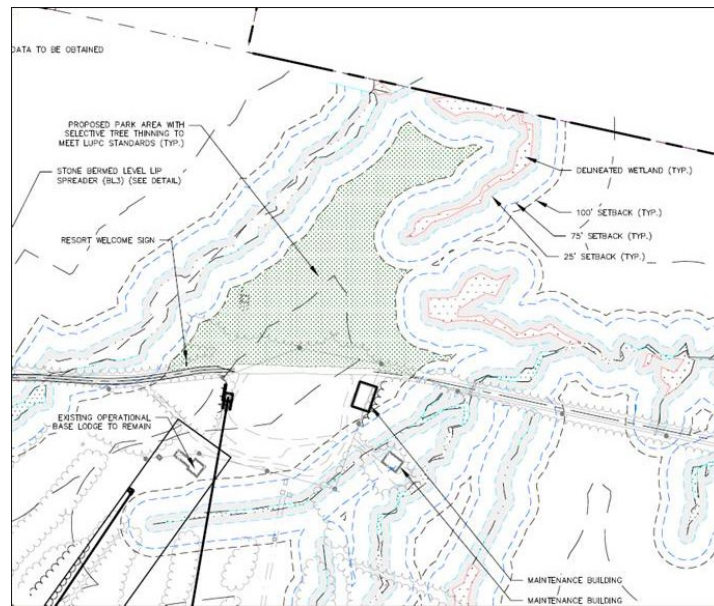 DATA TO BE OBTAINED
PROPOSED PARK AREA WITH
SELECTIVE TREE THINNING TO
MEET LUPC STANDARDS (TYP.)
STONE BERMED LEVEL LIP
SPREADER (BL3) (SEE DETAIL)
DELINEATED WETLAND (TYP.)
100' SETBACK (TYP.)
75' SETBACK (TYP.)
25' SETBACK (TYP.)
RESORT WELCOME SIGN
EXISTING OPERATIONAL
BASE LODGE TO REMAIN
MAINTENANCE BUILDING
MAINTENANCE BUILDING